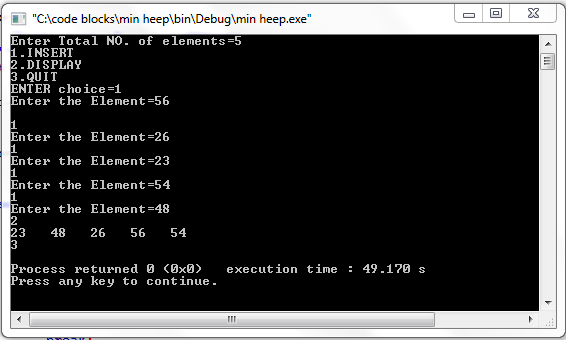 "C:\code blocks\min heep\bin\Debug\min heep.exe"
Enter Total NO. of elements=5
1.INSERT
2.DISPLAY
3.QUIT
ENTER choice=1
Enter the Element=56
1
Enter the Element=26
1
Enter the Element=23
1
Enter the Element=54
1
Enter the Element=48
2
23 48 26 56 54
3
Process returned 0 (0x0) execution time : 49.170 s
Press any key to continue.